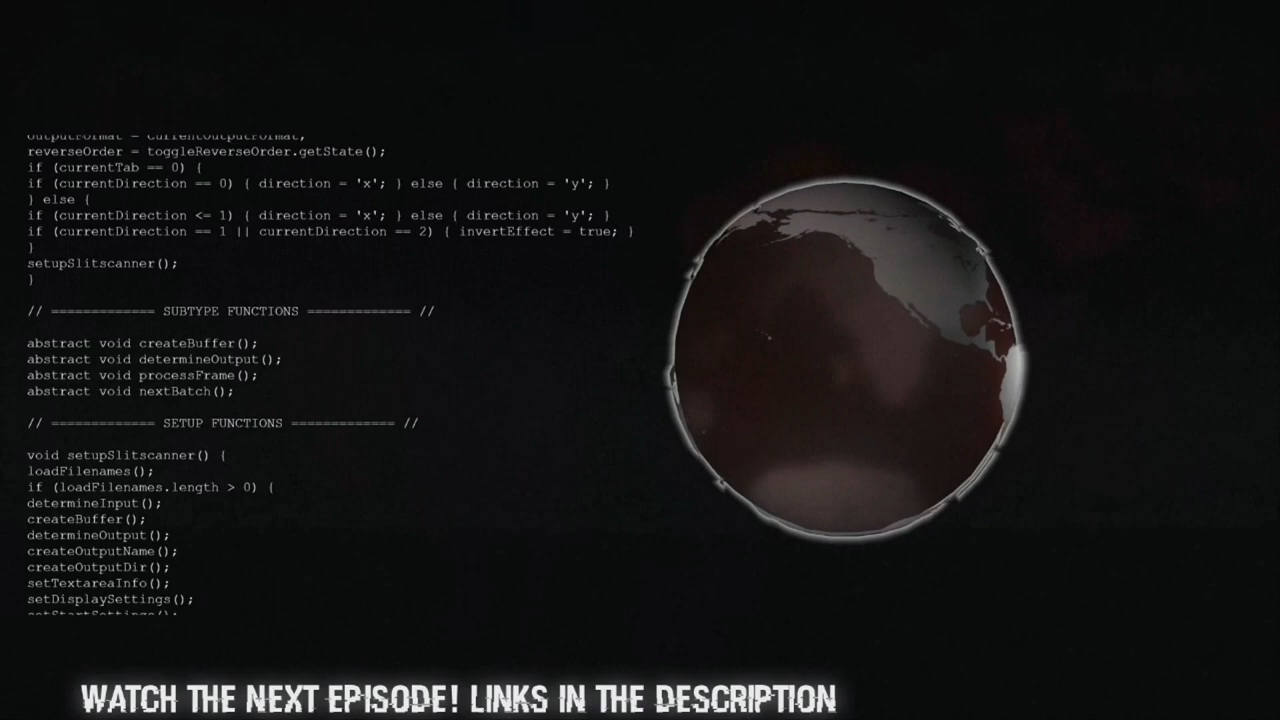 outputFormat = currentOutputFormat;
reverseOrder = toggleReverseOrder.getState();
if (currentTab == 0) {
if (currentDirection == 0) { direction = 'x'; } else { direction = 'y'; }
} else {
if (currentDirection <= 1) { direction = 'x'; } else { direction = 'y'; }
if (currentDirection == 1 || currentDirection == 2) { invertEffect = true; }
}
setupSlitscanner();
}
// ============= SUBTYPE FUNCTIONS ============= //
abstract void createBuffer();
abstract void determineOutput();
abstract void processFrame();
abstract void nextBatch();
// ============= SETUP FUNCTIONS ============= //
void setupSlitscanner() {
loadFilenames();
if (loadFilenames.length > 0) {
determineInput();
createBuffer();
determineOutput();
createOutputName();
createOutputDir();
setTextareaInfo();
setDisplaySettings();
setStartSettings();
WATCH THE NEXT EPISODE! LINKS IN THE DESCRIPTION